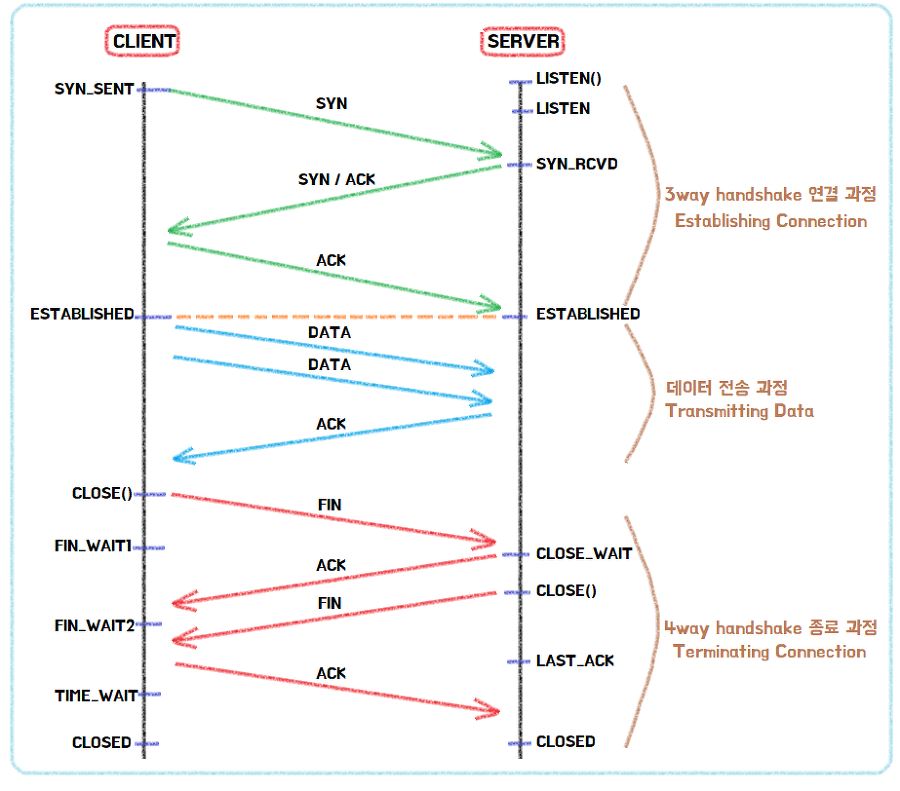 CLIENT
SERVER
SYN_SENT
LISTEN()
SYN
LISTEN
SYN_RCVD
SYN / ACK
3way handshake 연결 과정
Establishing Connection
ACK
ESTABLISHED
ESTABLISHED
DATA
DATA
데이터 전송 과정
Transmitting Data
ACK
CLOSE()
FIN
FIN_WAIT1
CLOSE_WAIT
ACK
CLOSE()
FIN
FIN_WAIT2
4way handshake 종료 과정
Terminating Connection
LAST_ACK
ACK
TIME_WAIT
CLOSED
CLOSED